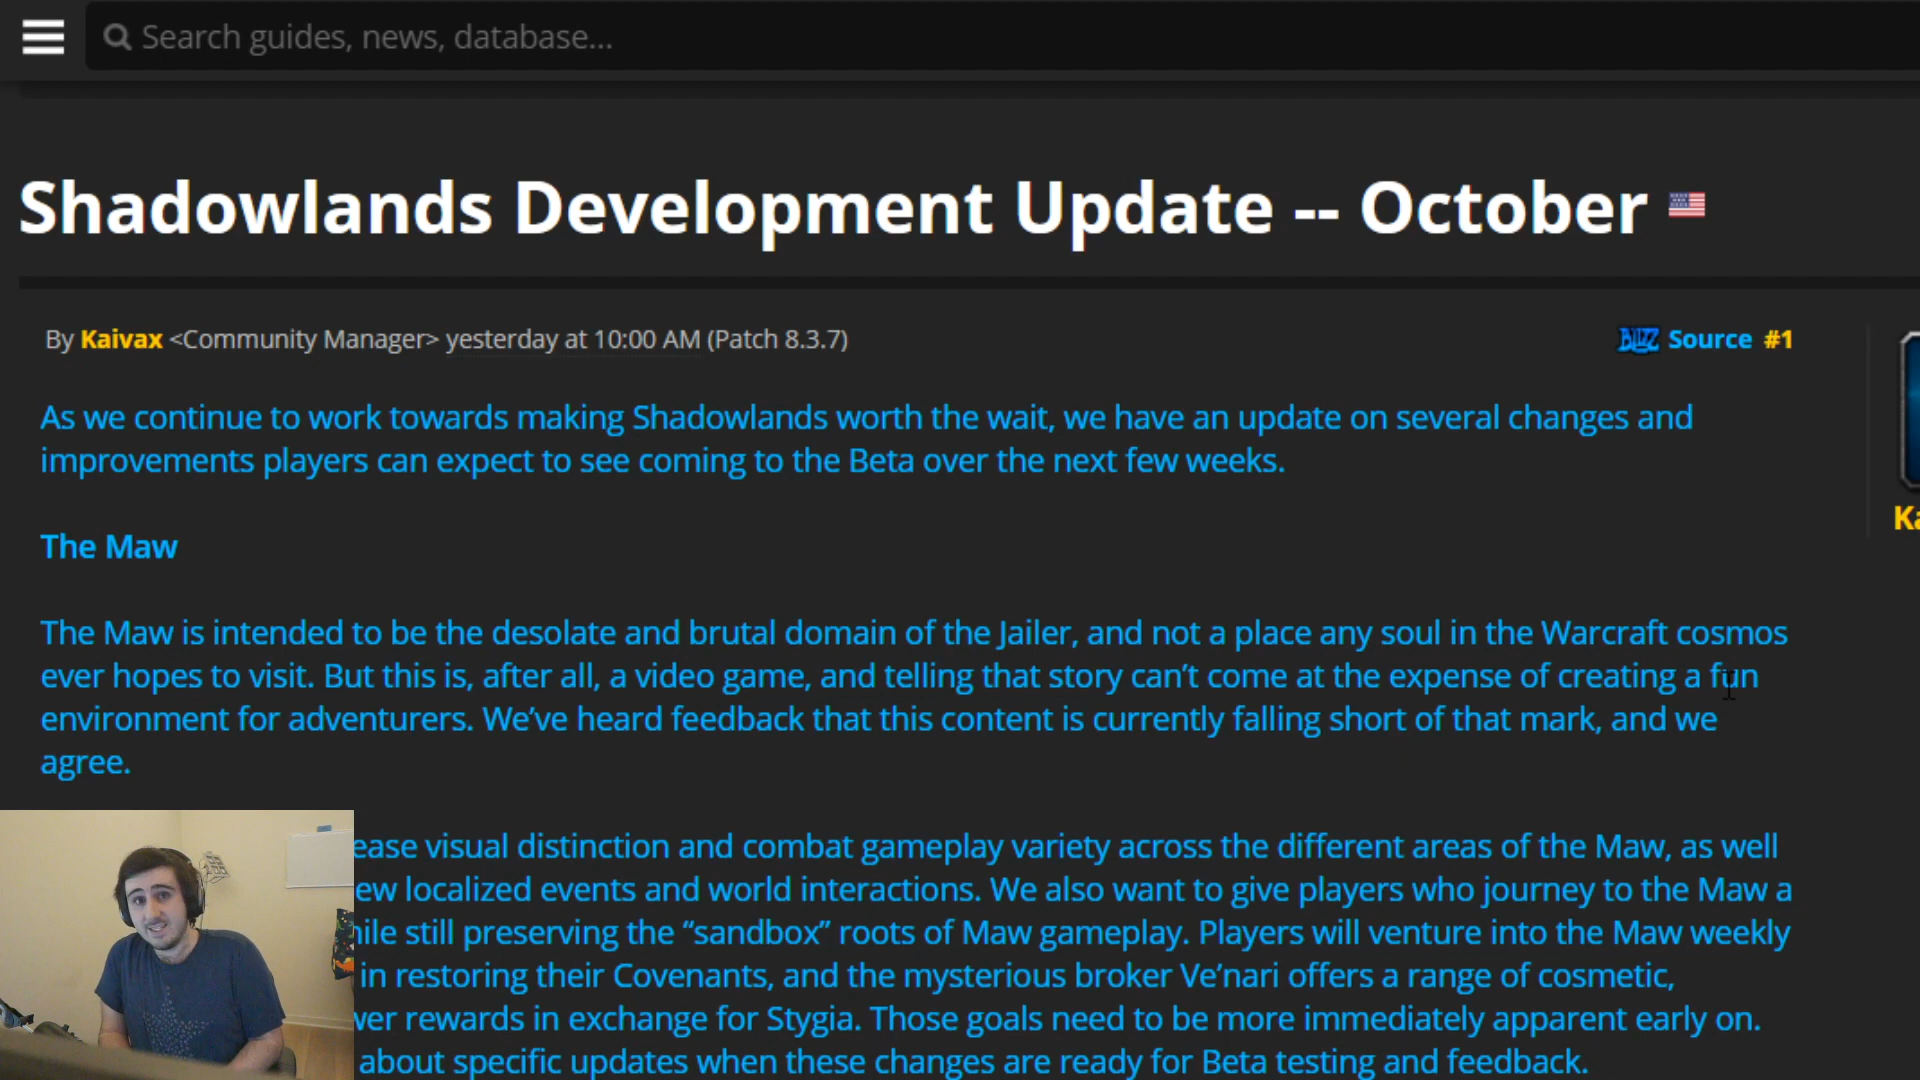 Search guides, news, database...
Shadowlands Development Update -- October
By Kaivax <Community Manager> yesterday at 10:00 AM (Patch 8.3.7)
BLIZZ Source #1
As we continue to work towards making Shadowlands worth the wait, we have an update on several changes and
improvements players can expect to see coming to the Beta over the next few weeks.
Ka
The Maw
The Maw is intended to be the desolate and brutal domain of the Jailer, and not a place any soul in the Warcraft cosmos
ever hopes to visit. But this is, after all, a video game, and telling that story can’t come at the expense of creating a fun
environment for adventurers. We’ve heard feedback that this content is currently falling short of that mark, and we
agree.
ease visual distinction and combat gameplay variety across the different areas of the Maw, as well
ew localized events and world interactions. We also want to give players who journey to the Maw a
ile still preserving the “sandbox” roots of Maw gameplay. Players will venture into the Maw weekly
in restoring their Covenants, and the mysterious broker Ve’nari offers a range of cosmetic,
wer rewards in exchange for Stygia. Those goals need to be more immediately apparent early on.
about specific updates when these changes are ready for Beta testing and feedback.